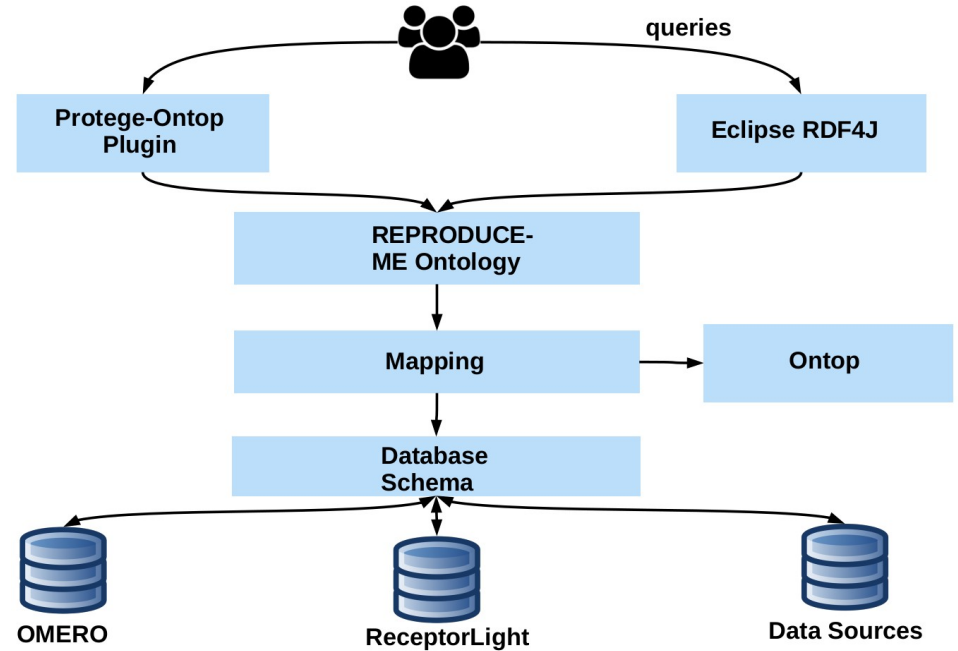 queries
Protege-Ontop
Plugin
Eclipse RDF4J
REPRODUCE-
ME Ontology
Mapping
Ontop
Database
Schema
OMERO
ReceptorLight
Data Sources